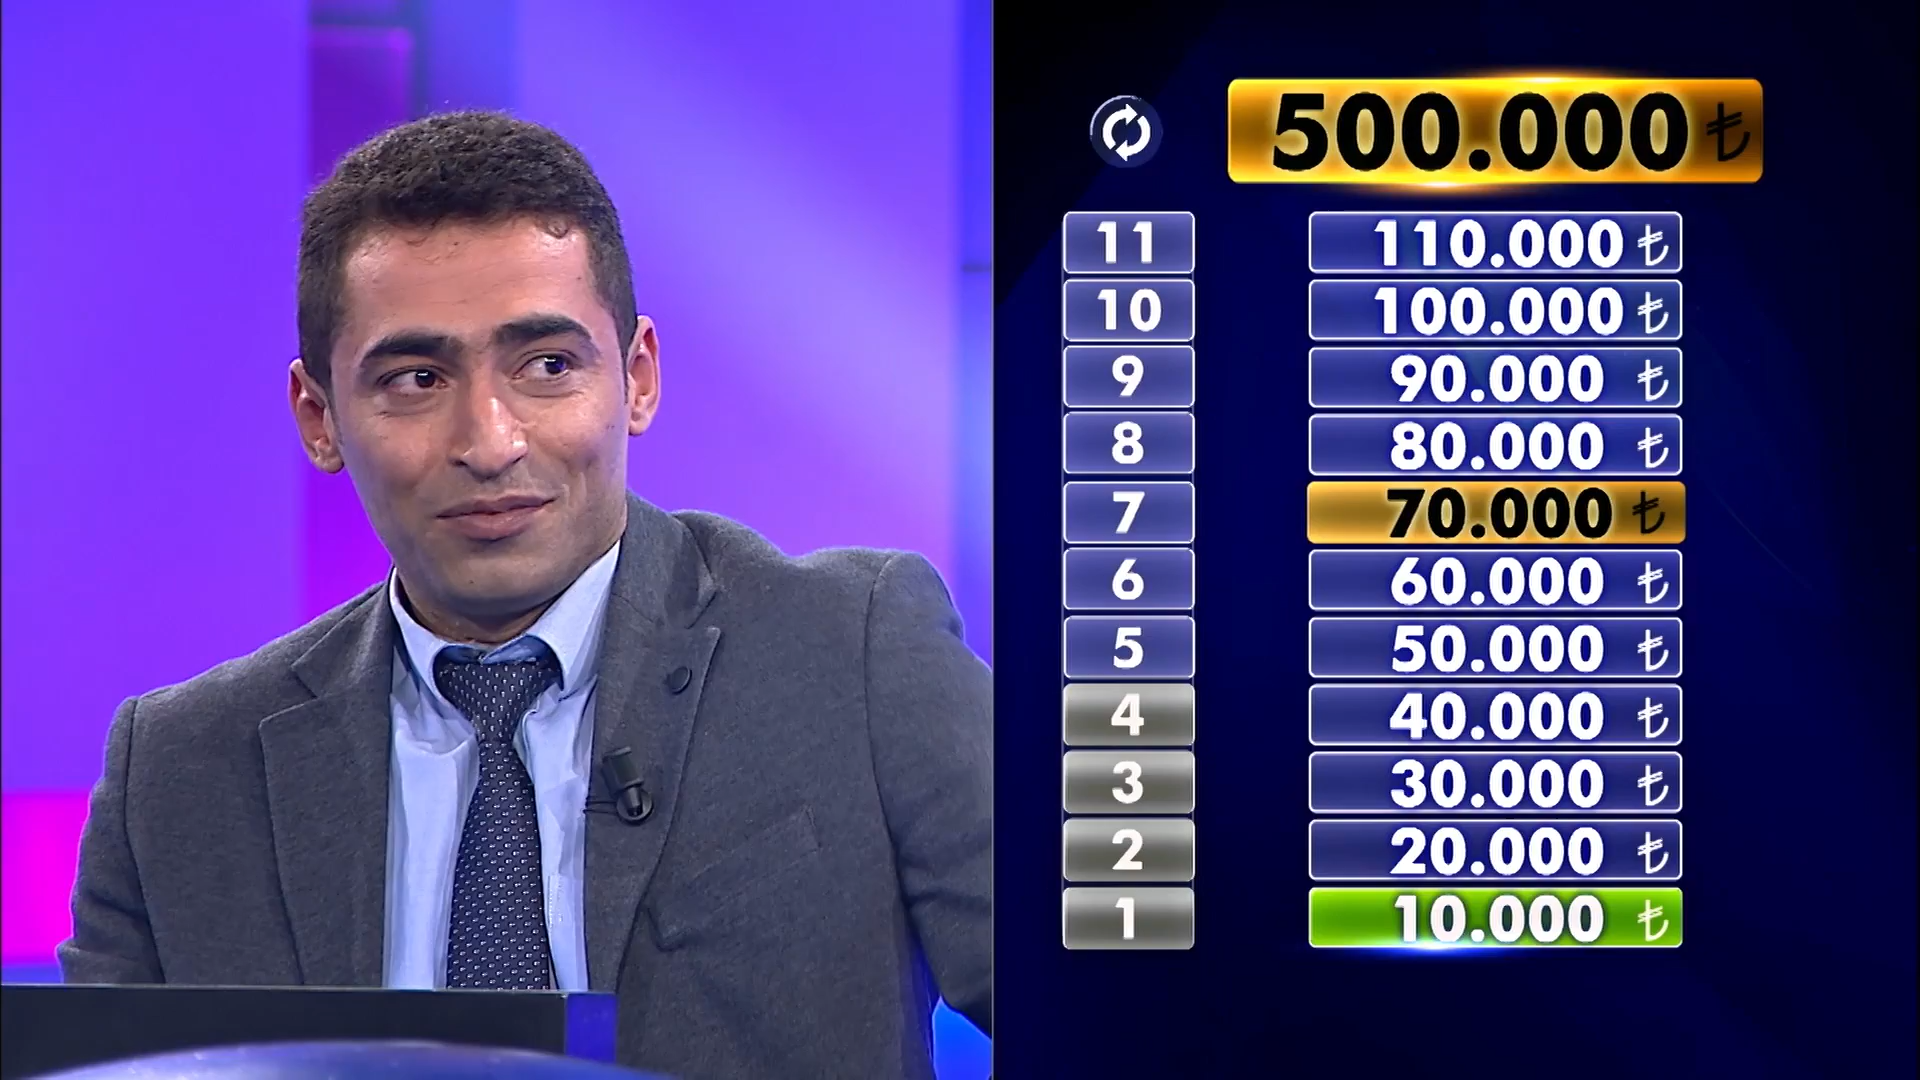 500.000 ₺
11 110.000 ₺
10 100.000 ₺
9 90.000 ₺
8 80.000 ₺
7 70.000 ₺
6 60.000 ₺
5 50.000 ₺
4 40.000 ₺
3 30.000 ₺
2 20.000 ₺
1 10.000 ₺